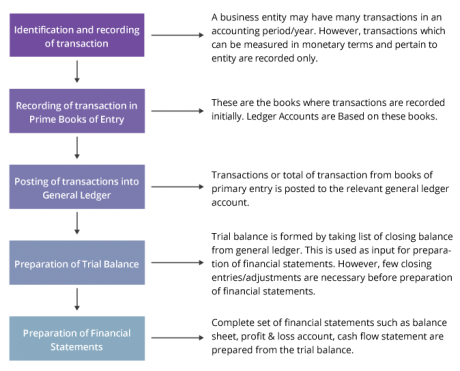 Identification and recording
of transaction
A business entity may have many transactions in an
accounting period/year. However, transactions which
can be measured in monetary terms and pertain to
entity are recorded only.
Recording of transaction in
Prime Books of Entry
These are the books where transactions are recorded
initially. Ledger Accounts are Based on these books.
Posting of transactions into
General Ledger
Transactions or total of transaction from books of
primary entry is posted to the relevant general ledger
account.
Preparation of Trial Balance
Trial balance is formed by taking list of closing balance
from general ledger. This is used as input for prepara-
tion of financial statements. However, few closing
entries/adjustments are necessary before preparation
of financial statements.
Preparation of Financial
Statements
Complete set of financial statements such as balance
sheet, profit & loss account, cash flow statement are
prepared from the trial balance.